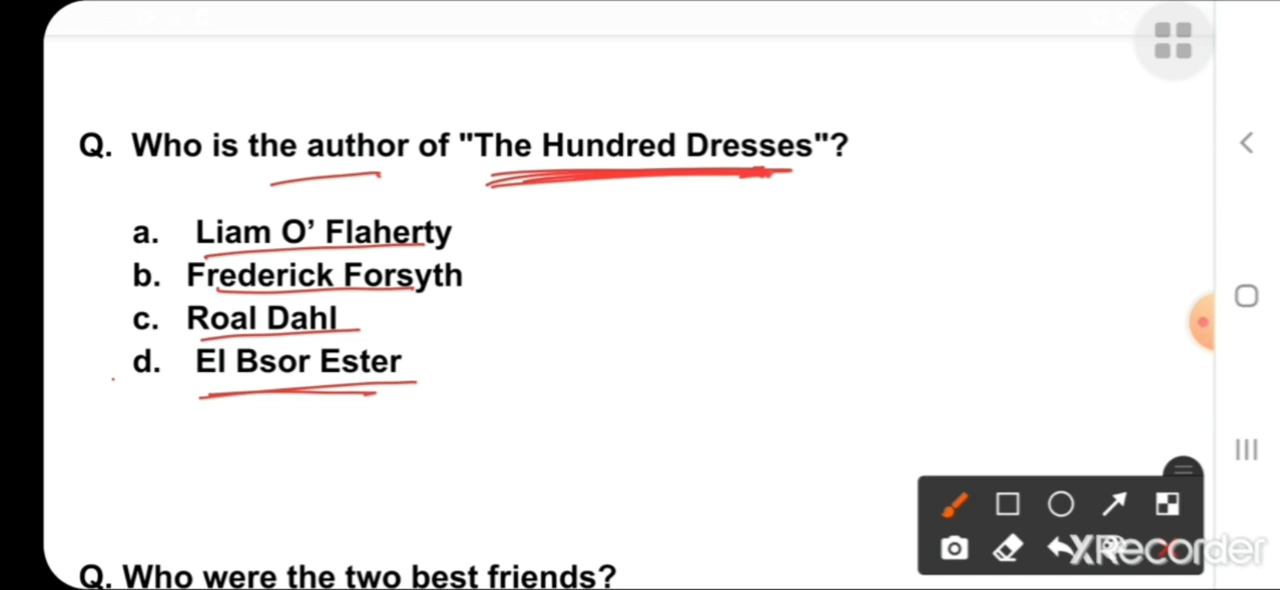 Q. Who is the author of "The Hundred Dresses"?
a. Liam O’ Flaherty
b. Frederick Forsyth
c. Roal Dahl
d. El Bsor Ester
XRecorder
Q. Who were the two best friends?